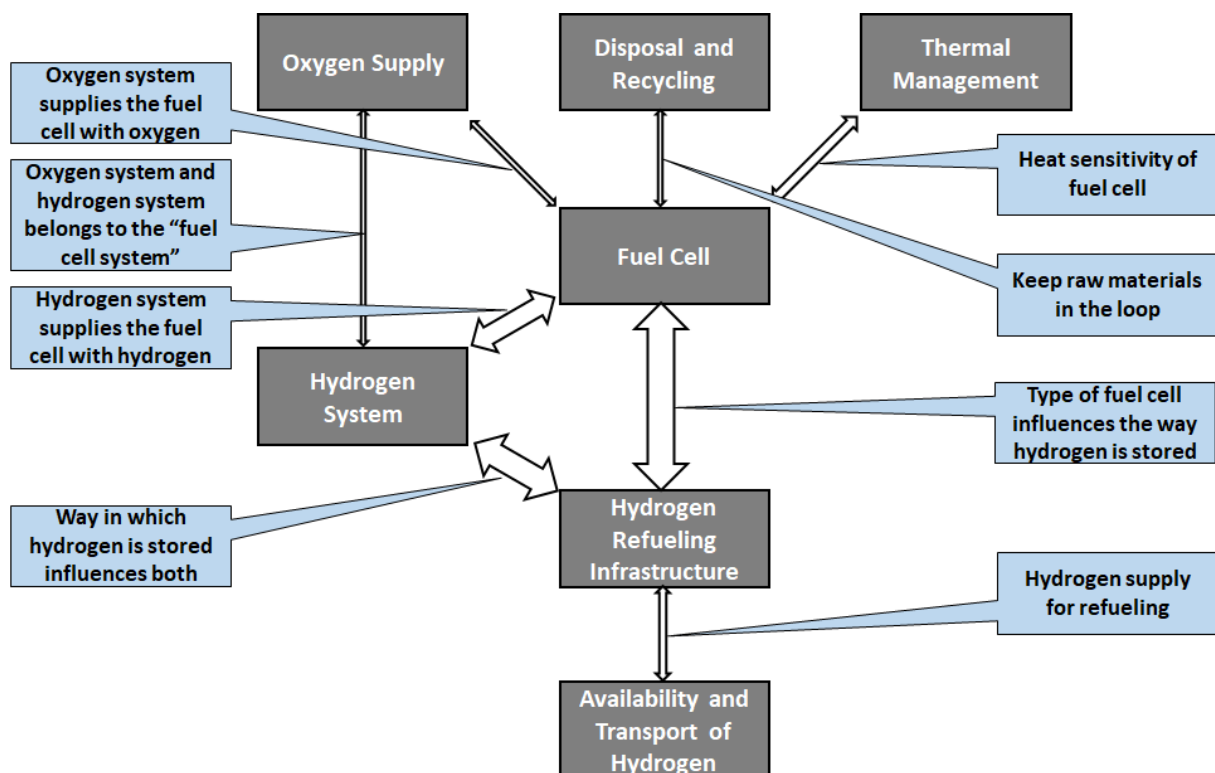 Oxygen Supply
Disposal and
Recycling
Thermal
Management
Oxygen system
supplies the fuel
cell with oxygen
Heat sensitivity of
fuel cell
Oxygen system and
hydrogen system
belongs to the “fuel
cell system”
Fuel Cell
Keep raw materials
in the loop
Hydrogen system
supplies the fuel
cell with hydrogen
Hydrogen
System
Type of fuel cell
influences the way
hydrogen is stored
Way in which
hydrogen is stored
influences both
Hydrogen
Refueling
Infrastructure
Hydrogen supply
for refueling
Availability and
Transport of
Hydrogen